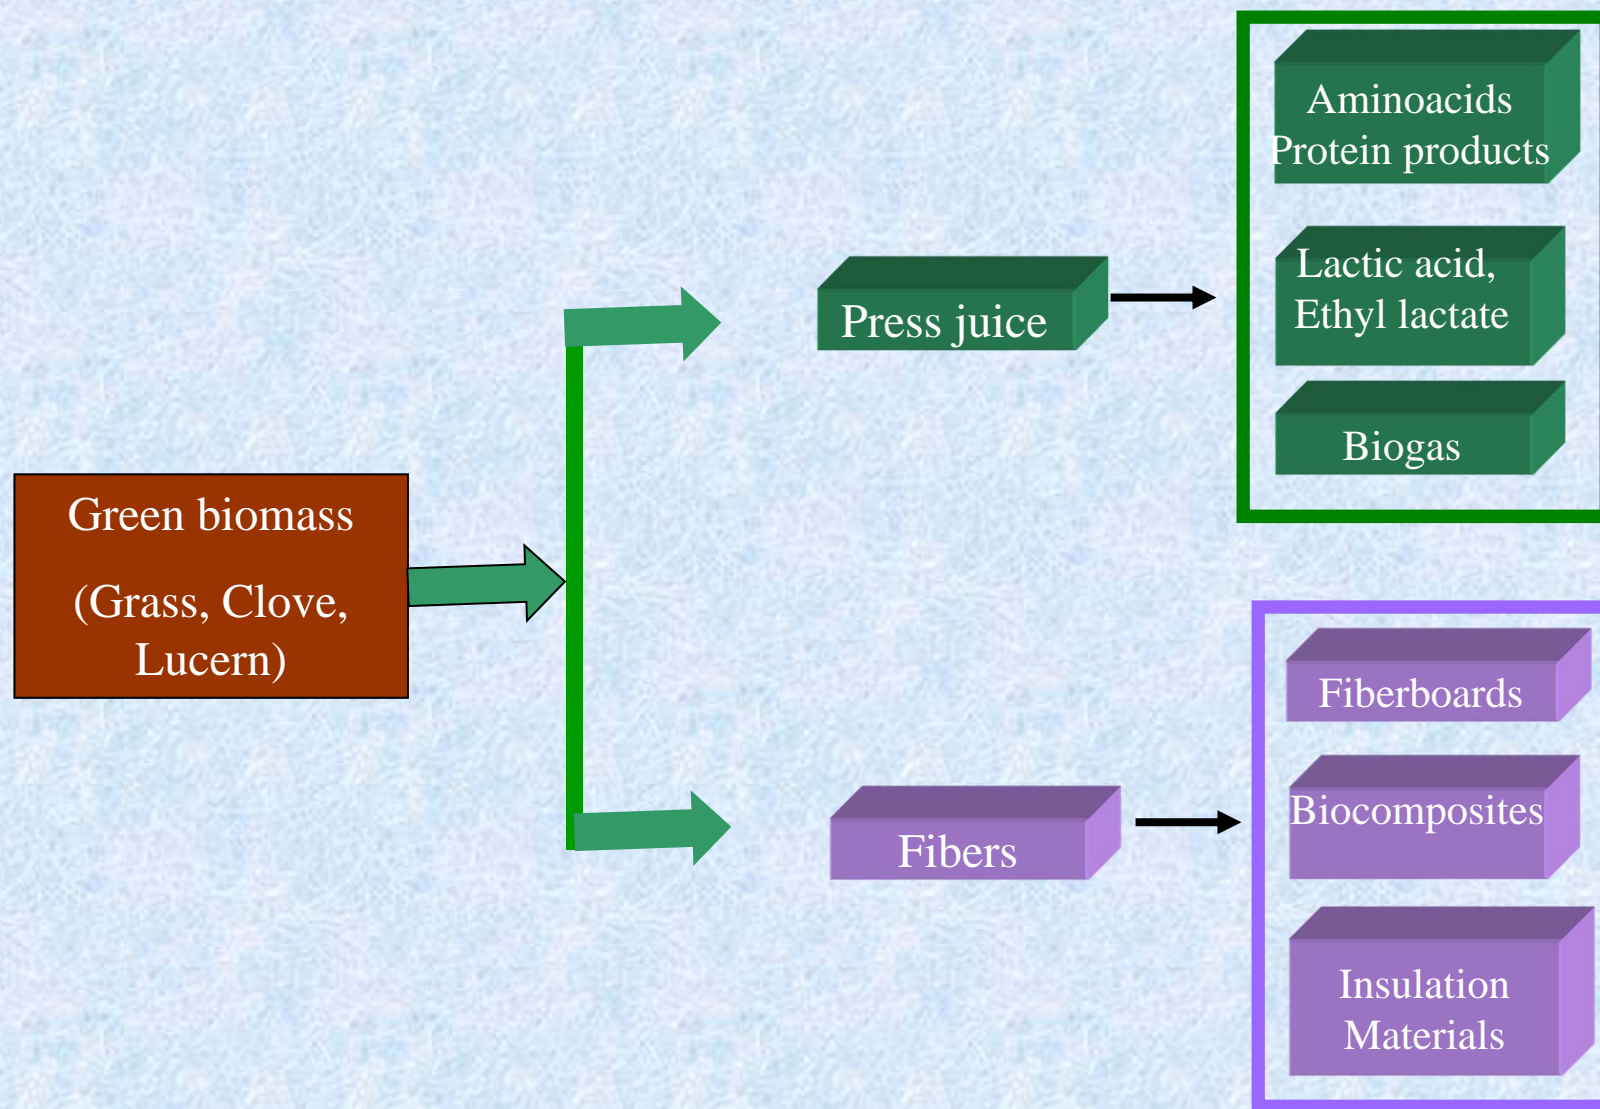 Green biomass
(Grass, Clove,
Lucern)
Press juice
Aminoacids
Protein products
Lactic acid,
Ethyl lactate
Biogas
Fibers
Fiberboards
Biocomposites
Insulation
Materials